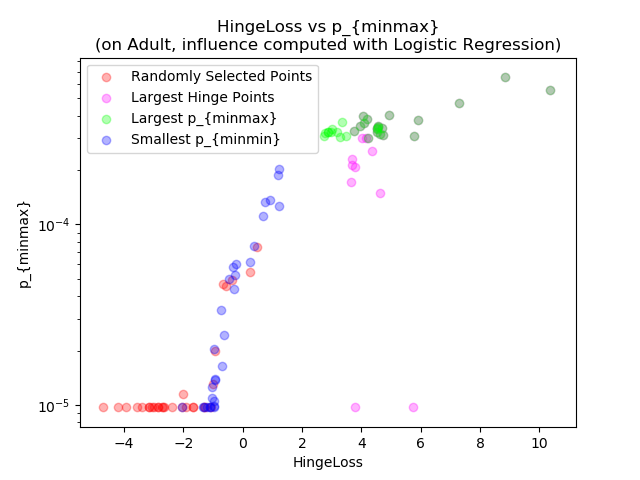 HingeLoss vs p_{minmax}
(on Adult, influence computed with Logistic Regression)
Randomly Selected Points
Largest Hinge Points
Largest p_{minmax}
Smallest p_{minmin}
p_{minmax}
10⁻⁴
10⁻⁵
−4 −2 0 2 4 6 8 10
HingeLoss